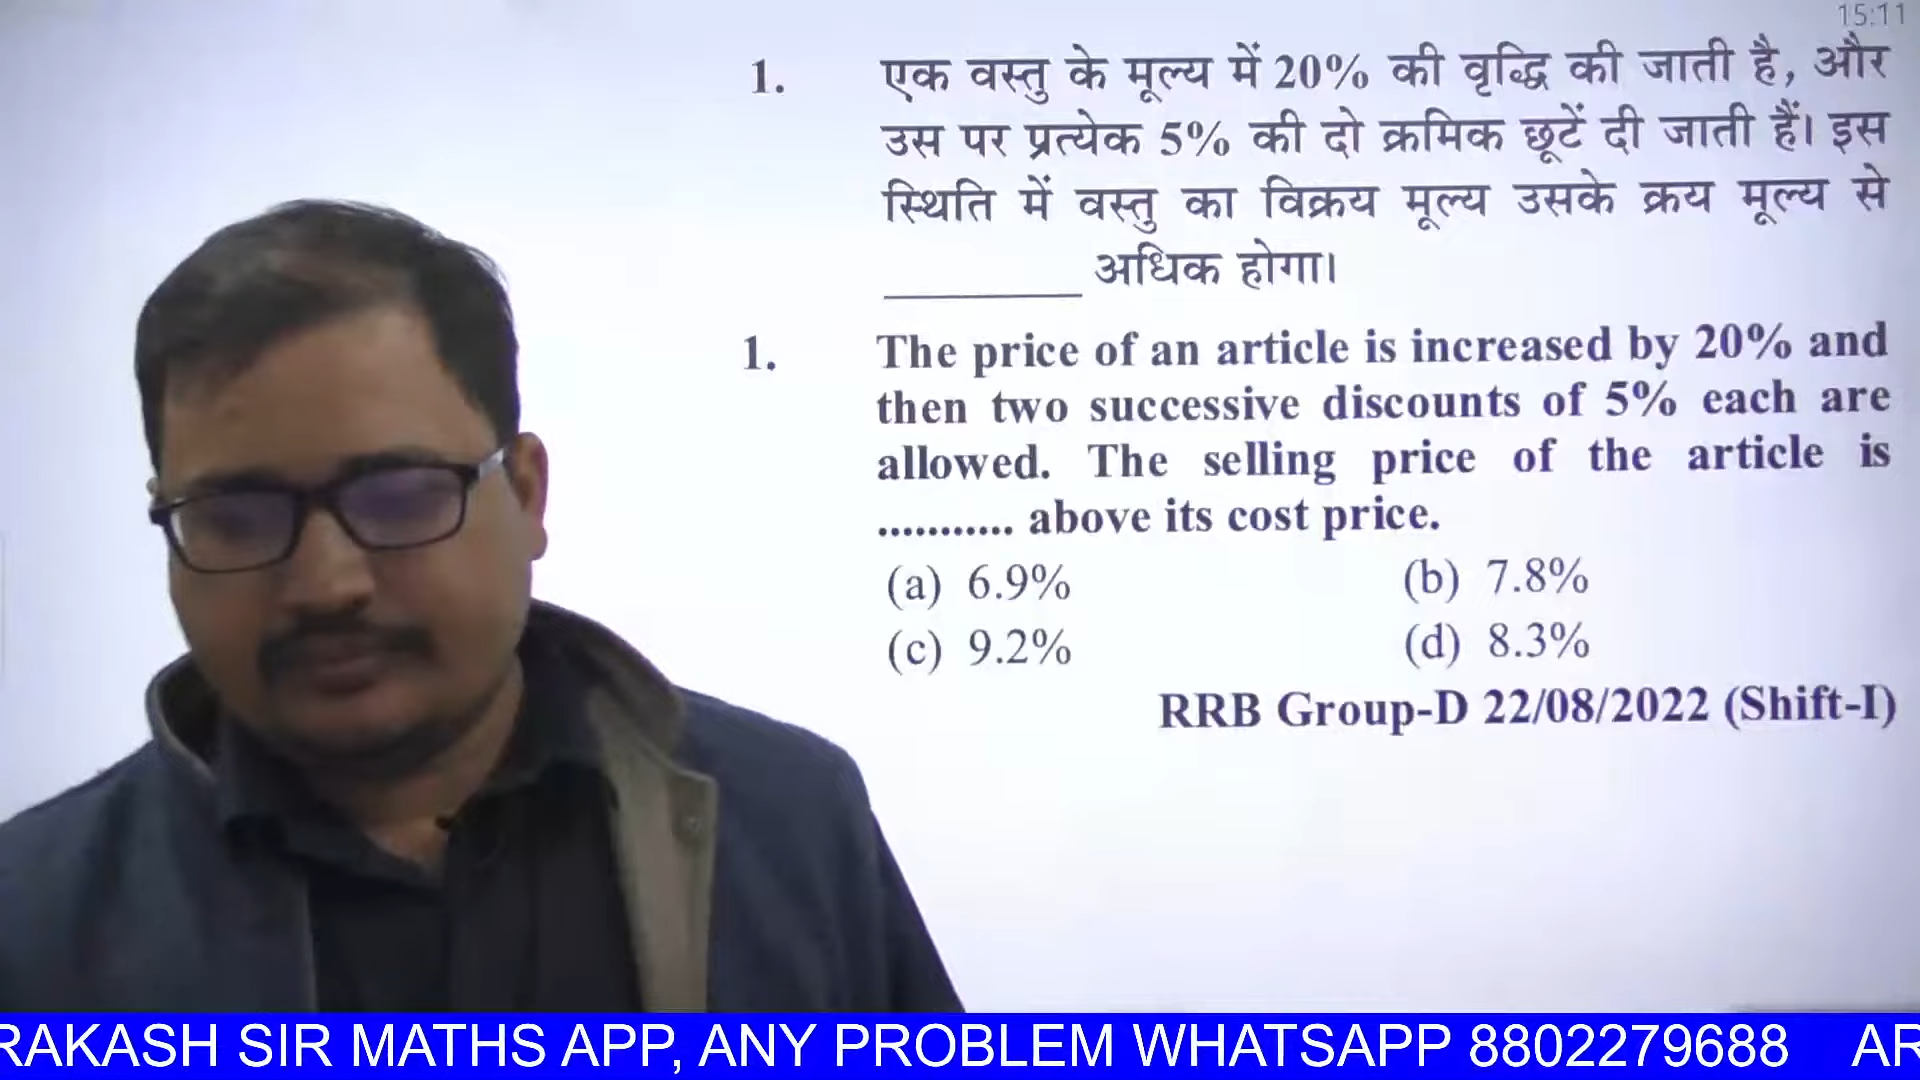 15:11
1. एक वस्तु के मूल्य में 20% की वृद्धि की जाती है, और
उस पर प्रत्येक 5% की दो क्रमिक छूटें दी जाती हैं। इस
स्थिति में वस्तु का विक्रय मूल्य उसके क्रय मूल्य से
__________ अधिक होगा।
1. The price of an article is increased by 20% and
then two successive discounts of 5% each are
allowed. The selling price of the article is
........... above its cost price.
(a) 6.9% (b) 7.8%
(c) 9.2% (d) 8.3%
RRB Group-D 22/08/2022 (Shift-I)
RAKASH SIR MATHS APP, ANY PROBLEM WHATSAPP 8802279688 AR